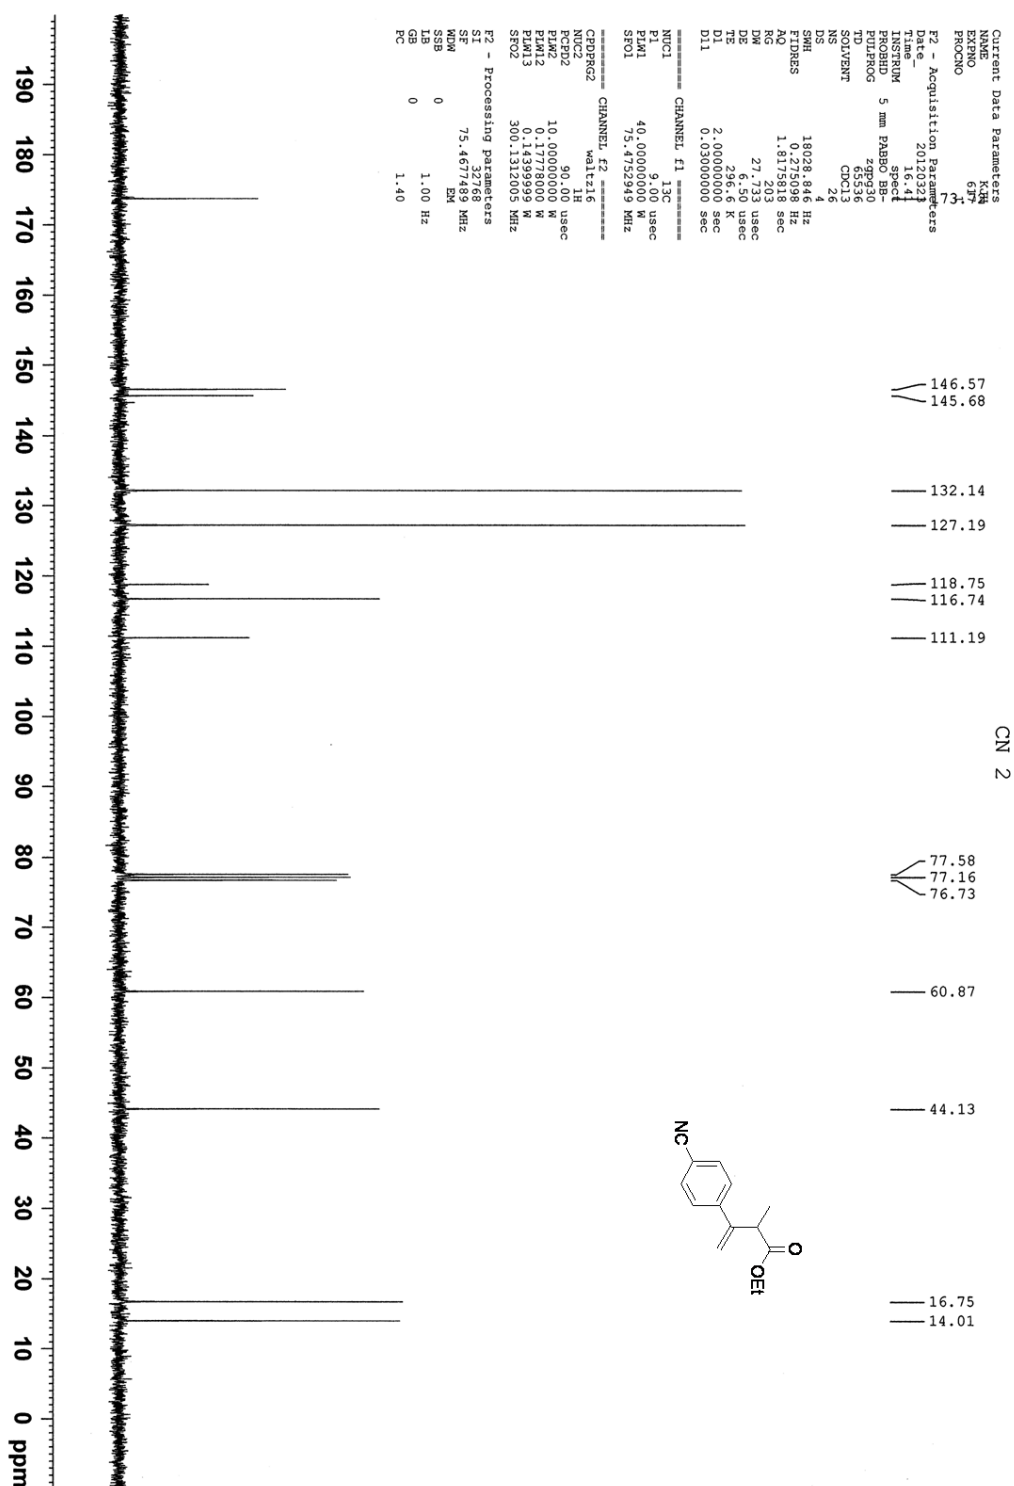 Current Data Parameters
NAME
EXPNO 617
PROCNO
F2 - Acquisition Parameters
Date_ 20120323
Time 16.41
INSTRUM spect
PROBHD 5 mm PABBO BB-
PULPROG zgpg30
TD 65536
SOLVENT CDCl3
NS 26
DS 4
SWH 18028.846 Hz
FIDRES 0.275098 Hz
AQ 1.8175818 sec
RG 203
DW 27.733 usec
DE 6.50 usec
TE 296.6 K
D1 2.00000000 sec
D11 0.03000000 sec
======== CHANNEL f1 ========
NUC1 13C
P1 9.00 usec
PLW1 40.00000000 W
SFO1 75.4752949 MHz
======== CHANNEL f2 ========
CPDPRG2 waltz16
NUC2 1H
PCPD2 90.00 usec
PLW2 10.00000000 W
PLW12 0.17778000 W
PLW13 0.14399999 W
SFO2 300.1312005 MHz
F2 - Processing parameters
SI 32768
SF 75.4677489 MHz
WDW EM
SSB 0
LB 1.00 Hz
GB 0
PC 1.40
CN 2
146.57
145.68
132.14
127.19
118.75
116.74
111.19
77.58
77.16
76.73
60.87
44.13
16.75
14.01
NC
O
OEt
190 180 170 160 150 140 130 120 110 100 90 80 70 60 50 40 30 20 10 0 ppm